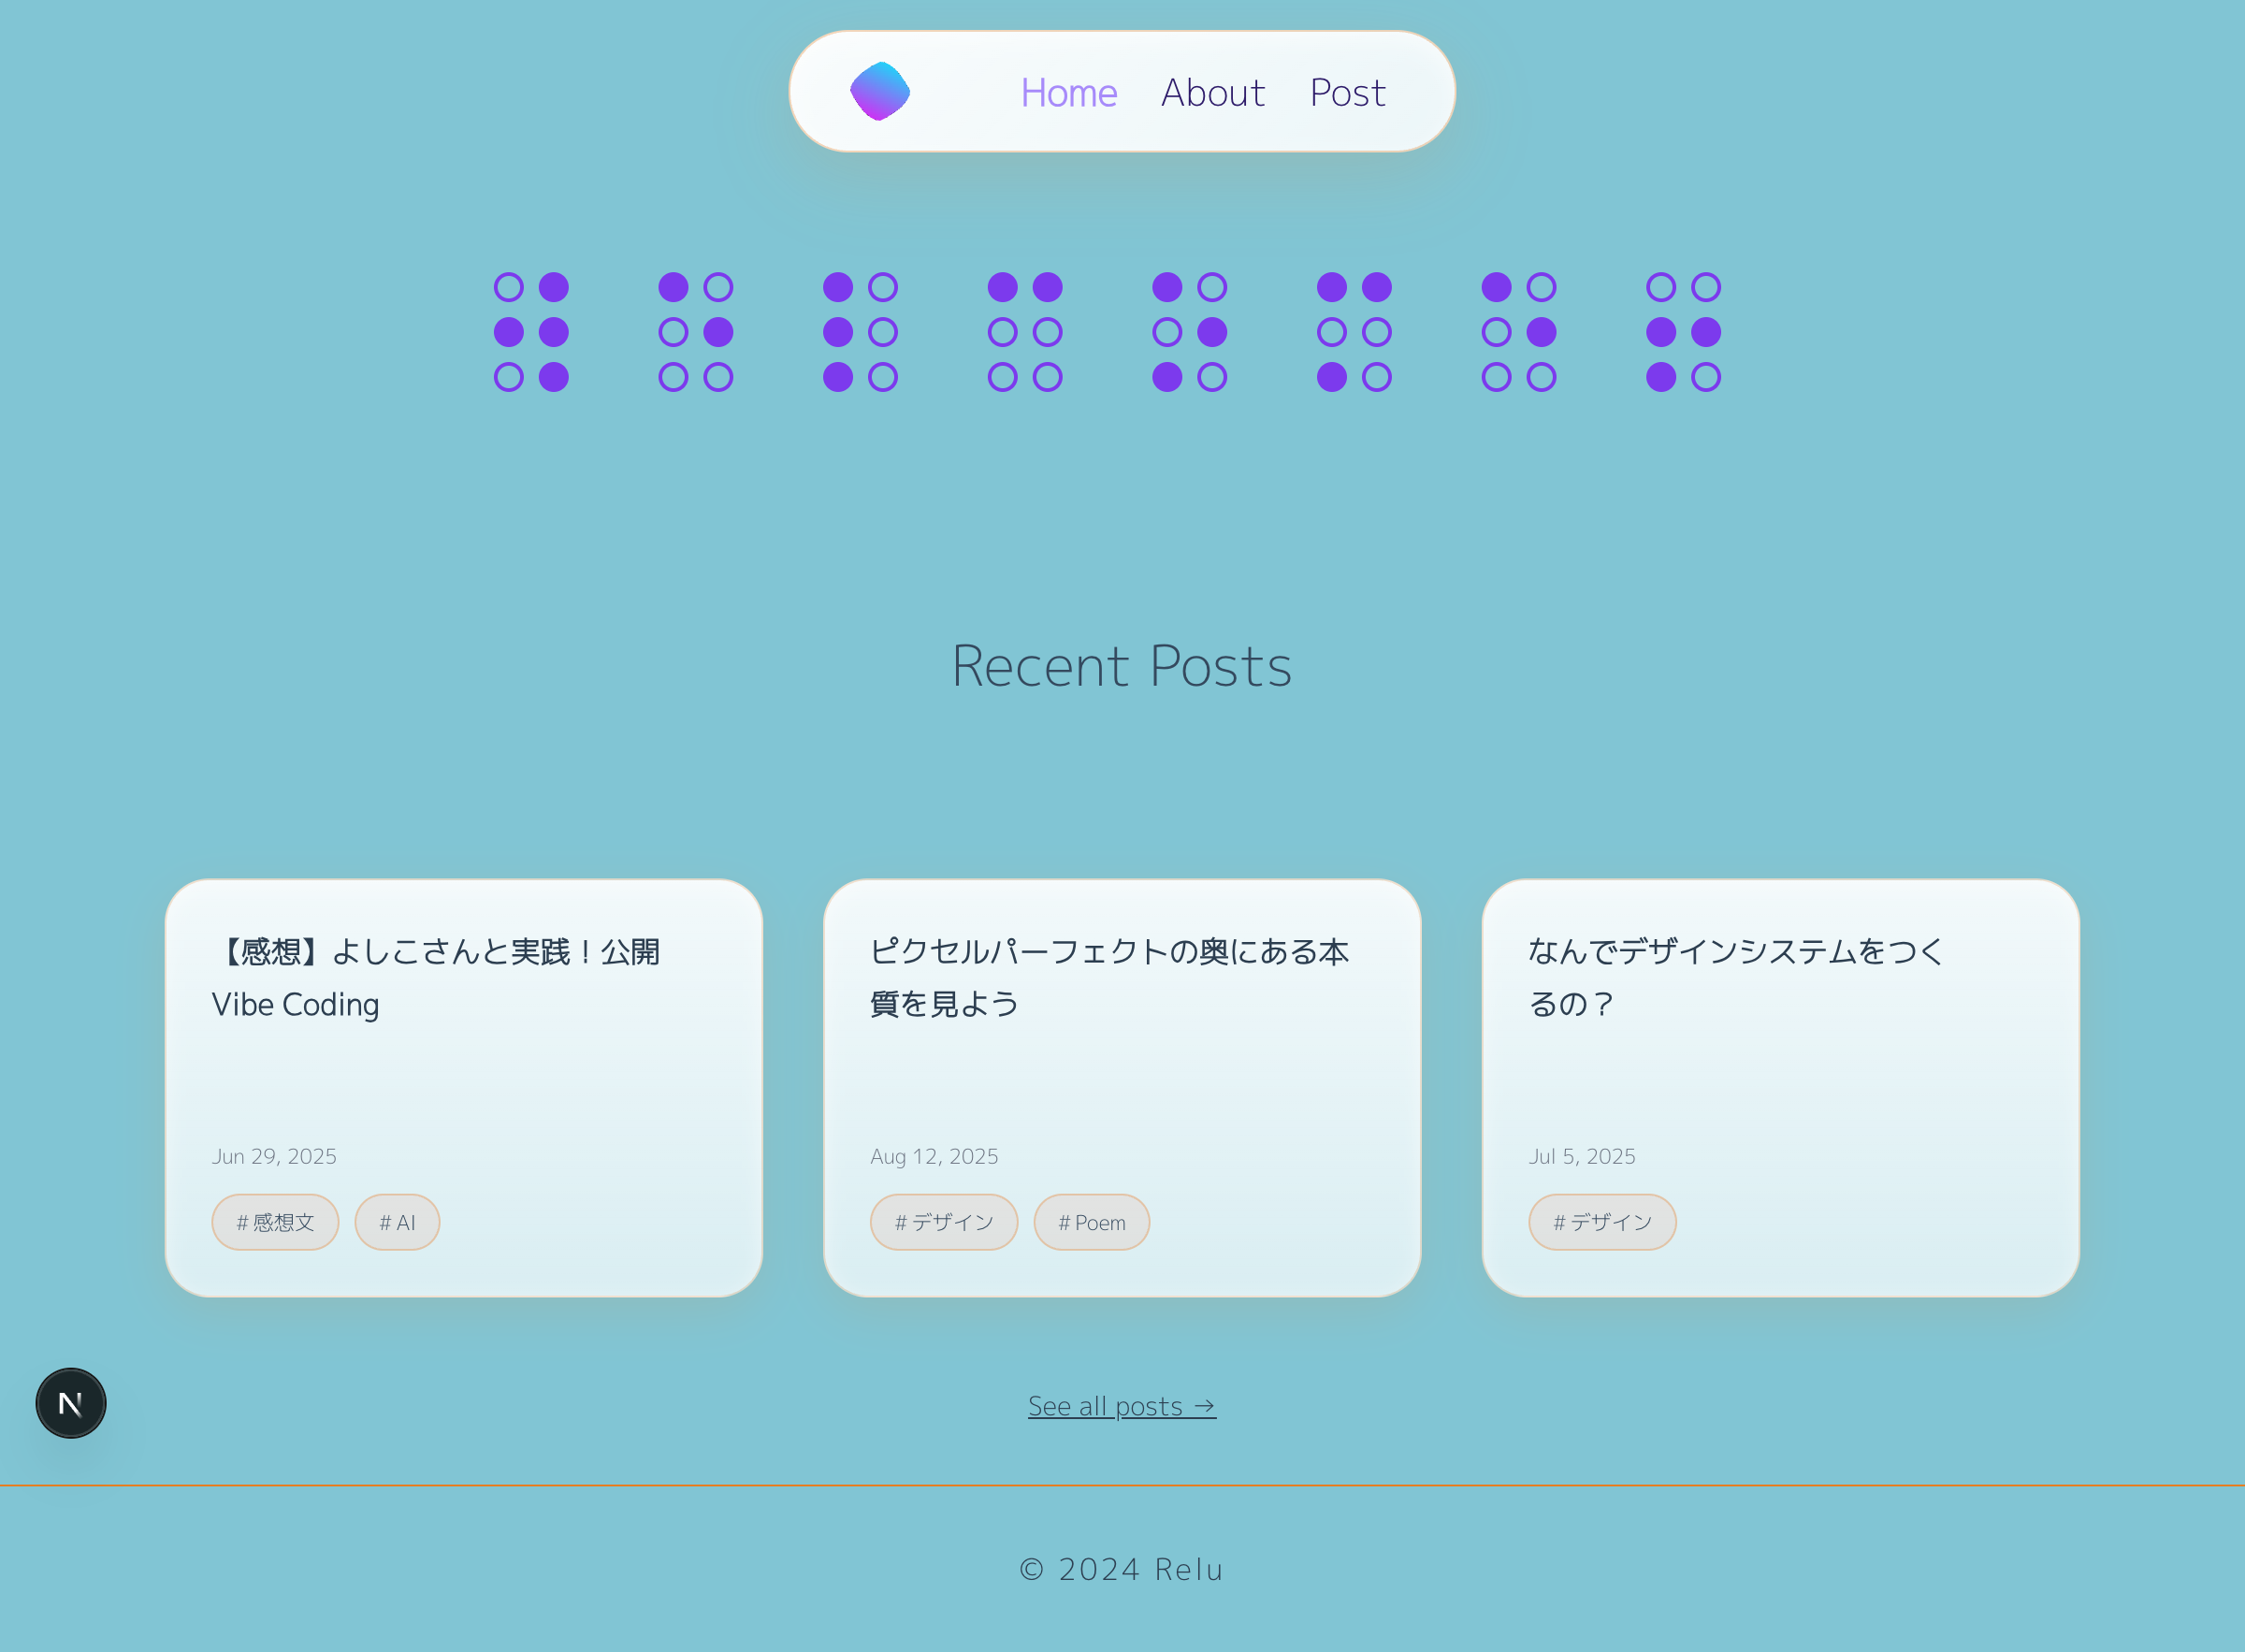 Home About Post
⠺⠑⠇⠉⠕⠍⠑⠖
Recent Posts
【感想】よしこさんと実践！公開
Vibe Coding
Jun 29, 2025
# 感想文 # AI
ピクセルパーフェクトの奥にある本
質を見よう
Aug 12, 2025
# デザイン # Poem
なんでデザインシステムをつく
るの？
Jul 5, 2025
# デザイン
N
See all posts →
© 2024 Relu